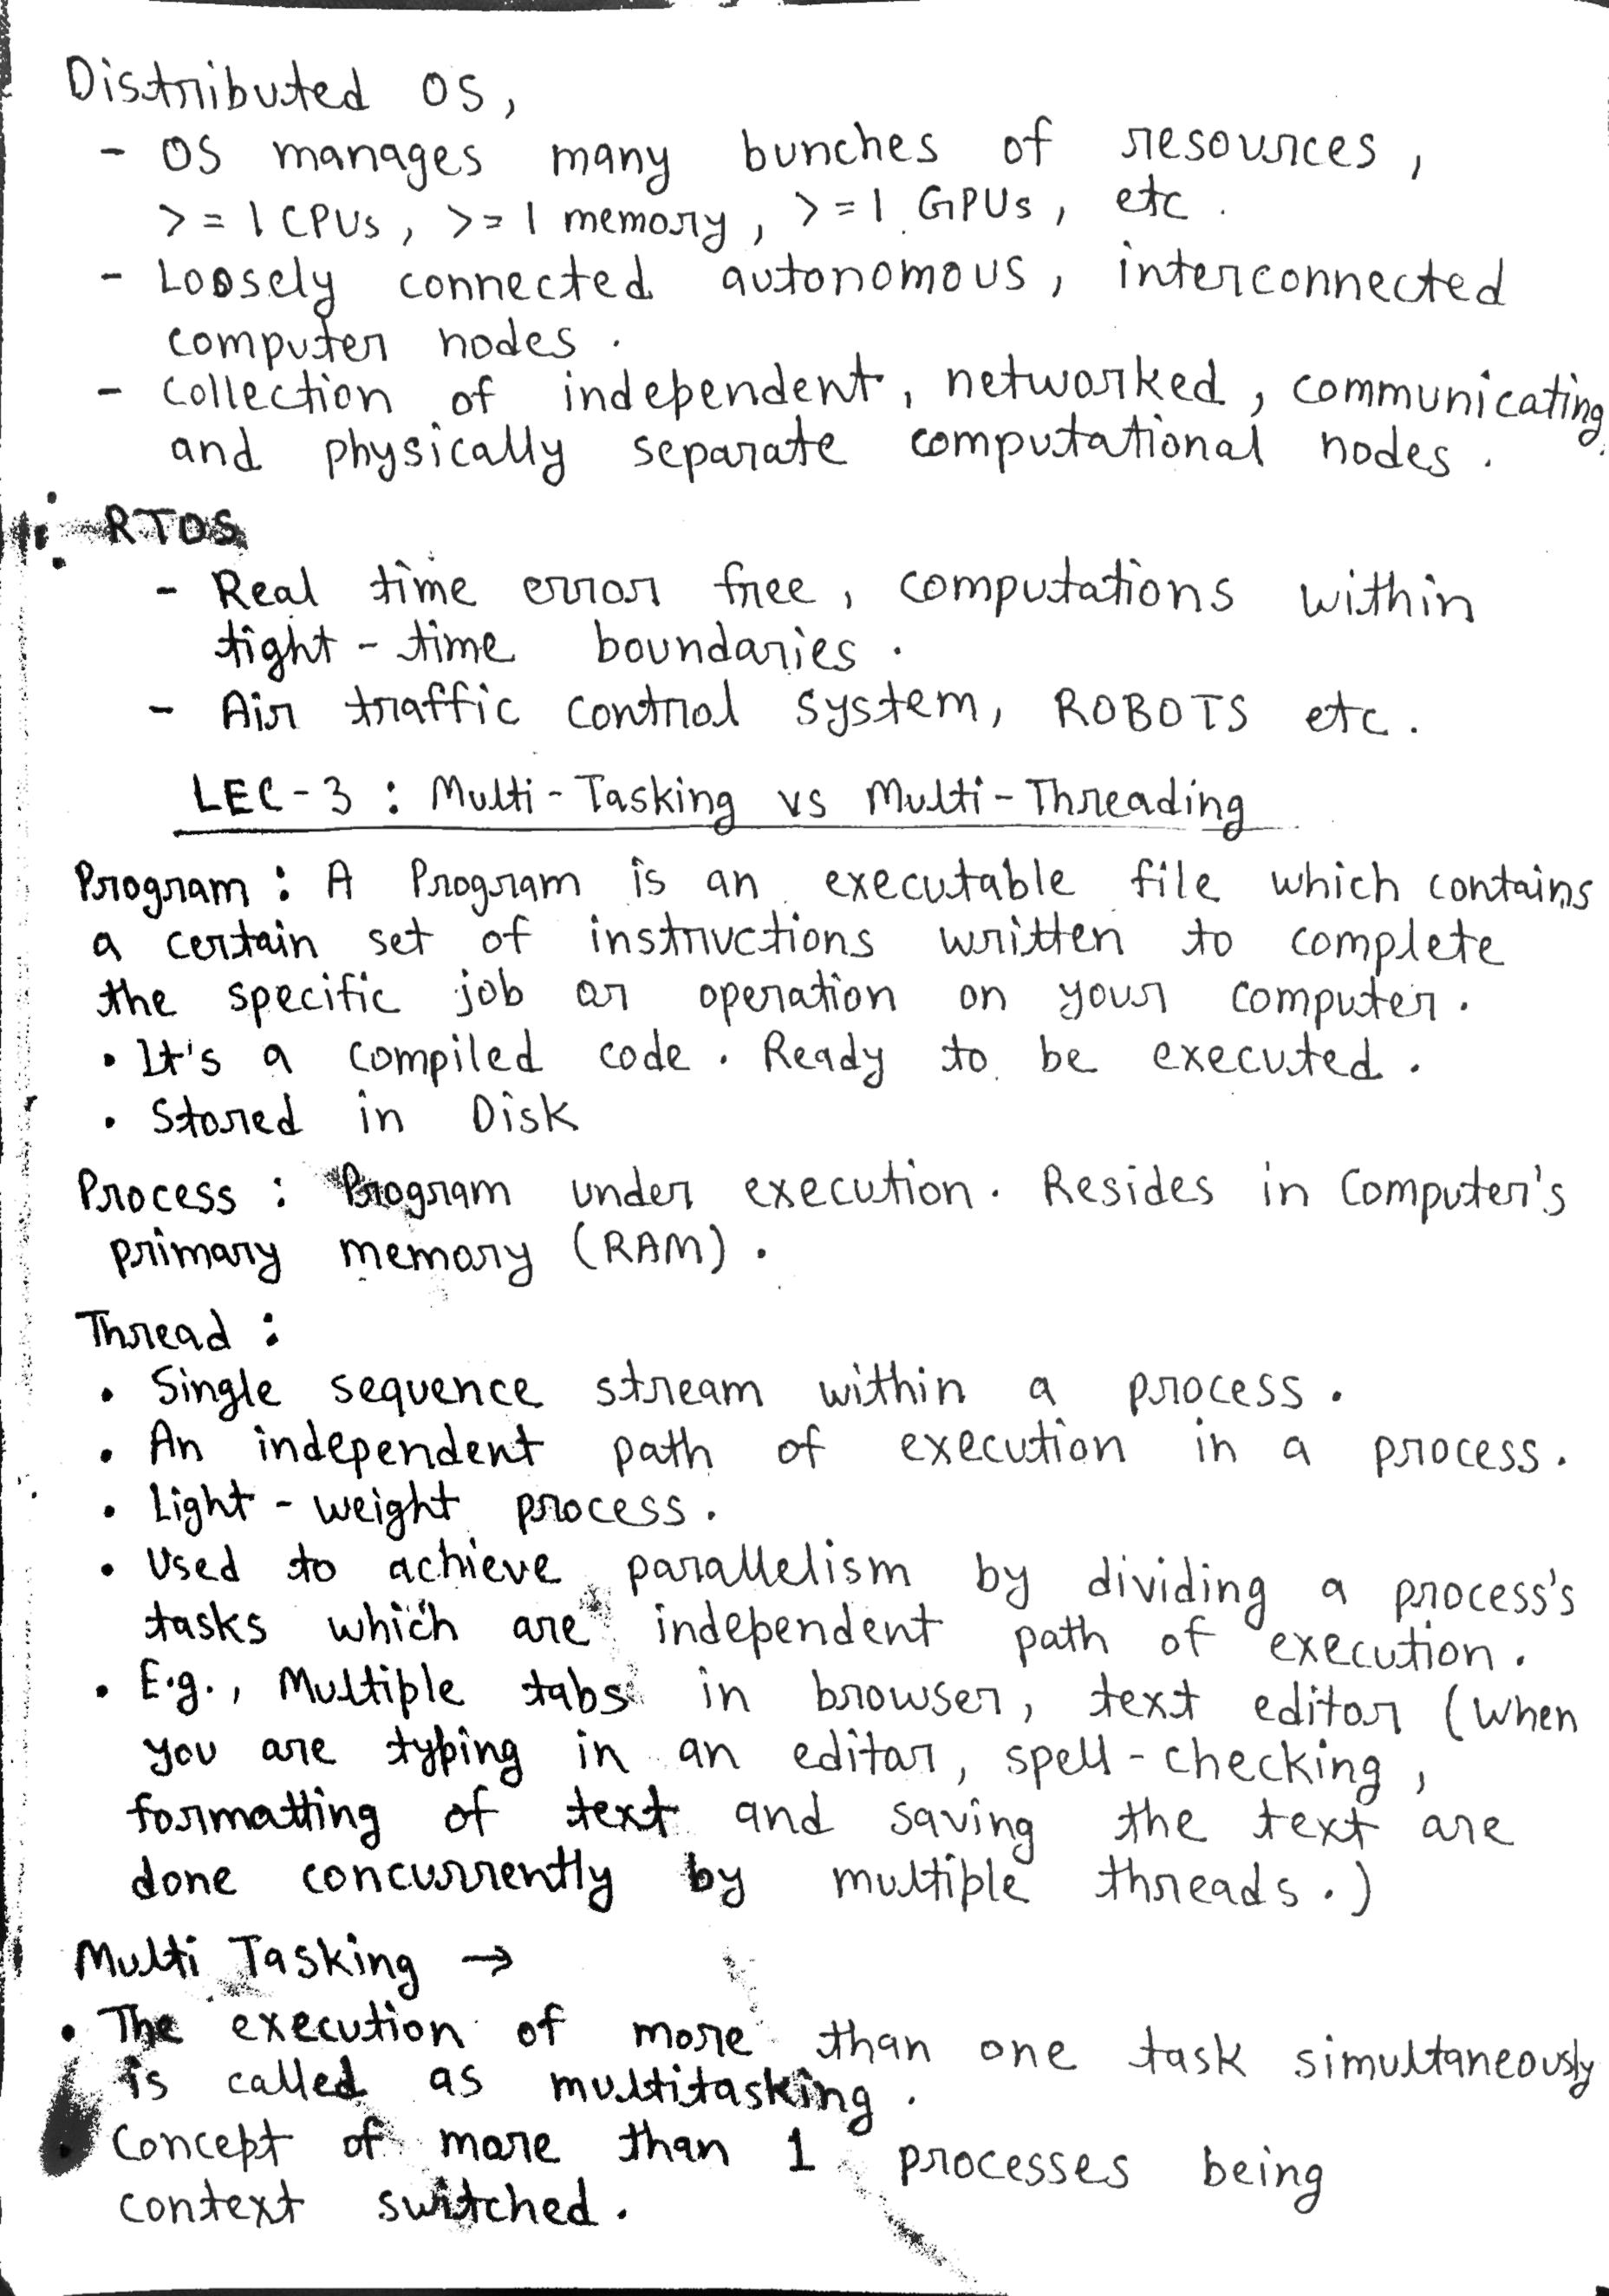 Distributed OS,
- OS manages many bunches of resources,
>= 1 CPUs, >= 1 memory, >= 1 GPUs, etc.
- Loosely connected autonomous, interconnected
computer nodes.
- Collection of independent, networked, communicating,
and physically separate computational nodes.
RTOS
- Real time error free, computations within
tight-time boundaries.
- Air traffic control system, ROBOTS etc.
LEC-3 : Multi-Tasking vs Multi-Threading
Program : A Program is an executable file which contains
a certain set of instructions written to complete
the specific job or operation on your computer.
• It's a compiled code. Ready to be executed.
• Stored in Disk
Process : Program under execution. Resides in Computer's
primary memory (RAM).
Thread :
• Single sequence stream within a process.
• An independent path of execution in a process.
• Light-weight process.
• Used to achieve parallelism by dividing a process's
tasks which are independent path of execution.
• E.g., Multiple tabs in browser, text editor (When
you are typing in an editor, spell-checking,
formatting of text and saving the text are
done concurrently by multiple threads.)
Multi Tasking →
• The execution of more than one task simultaneously
is called as multitasking.
• Concept of more than 1 processes being
context switched.